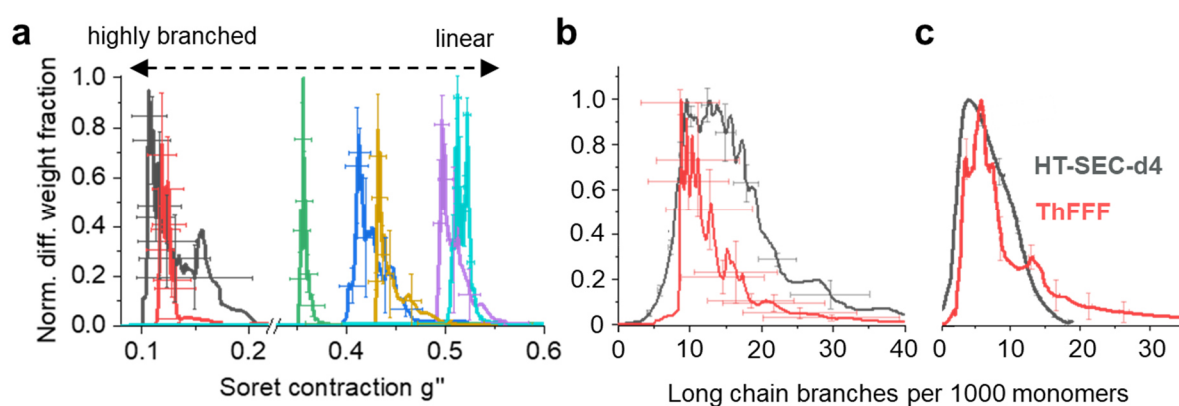 a
highly branched
linear
Norm. diff. weight fraction
1.0
0.8
0.6
0.4
0.2
0.0
0.1
0.2
0.4
0.5
0.6
Soret contraction g"
b
1.0
0.8
0.6
0.4
0.2
0
0
10
20
30
40
c
HT-SEC-d4
ThFFF
0
10
20
30
Long chain branches per 1000 monomers